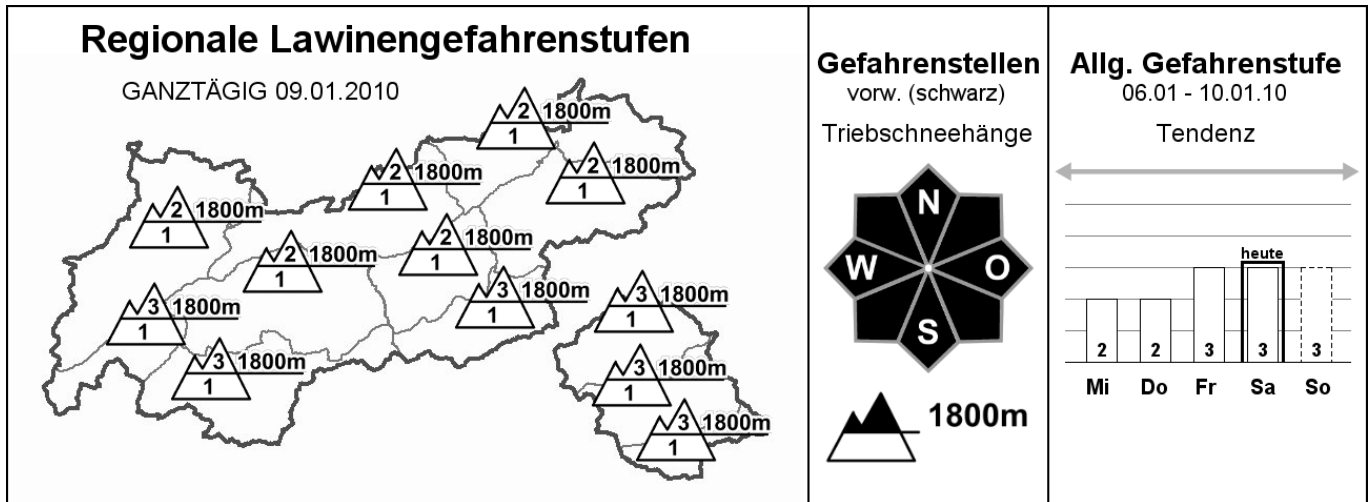 Regionale Lawinengefahrenstufen
GANZTÄGIG 09.01.2010
2 1800m
1
2 1800m
1
2 1800m
1
2 1800m
1
2 1800m
1
2 1800m
1
3 1800m
1
3 1800m
1
3 1800m
1
3 1800m
1
3 1800m
1
3 1800m
1
Gefahrenstellen
vorw. (schwarz)
Triebschneehänge
N
W O
S
1800m
Allg. Gefahrenstufe
06.01 - 10.01.10
Tendenz
heute
2 2 3 3 3
Mi Do Fr Sa So